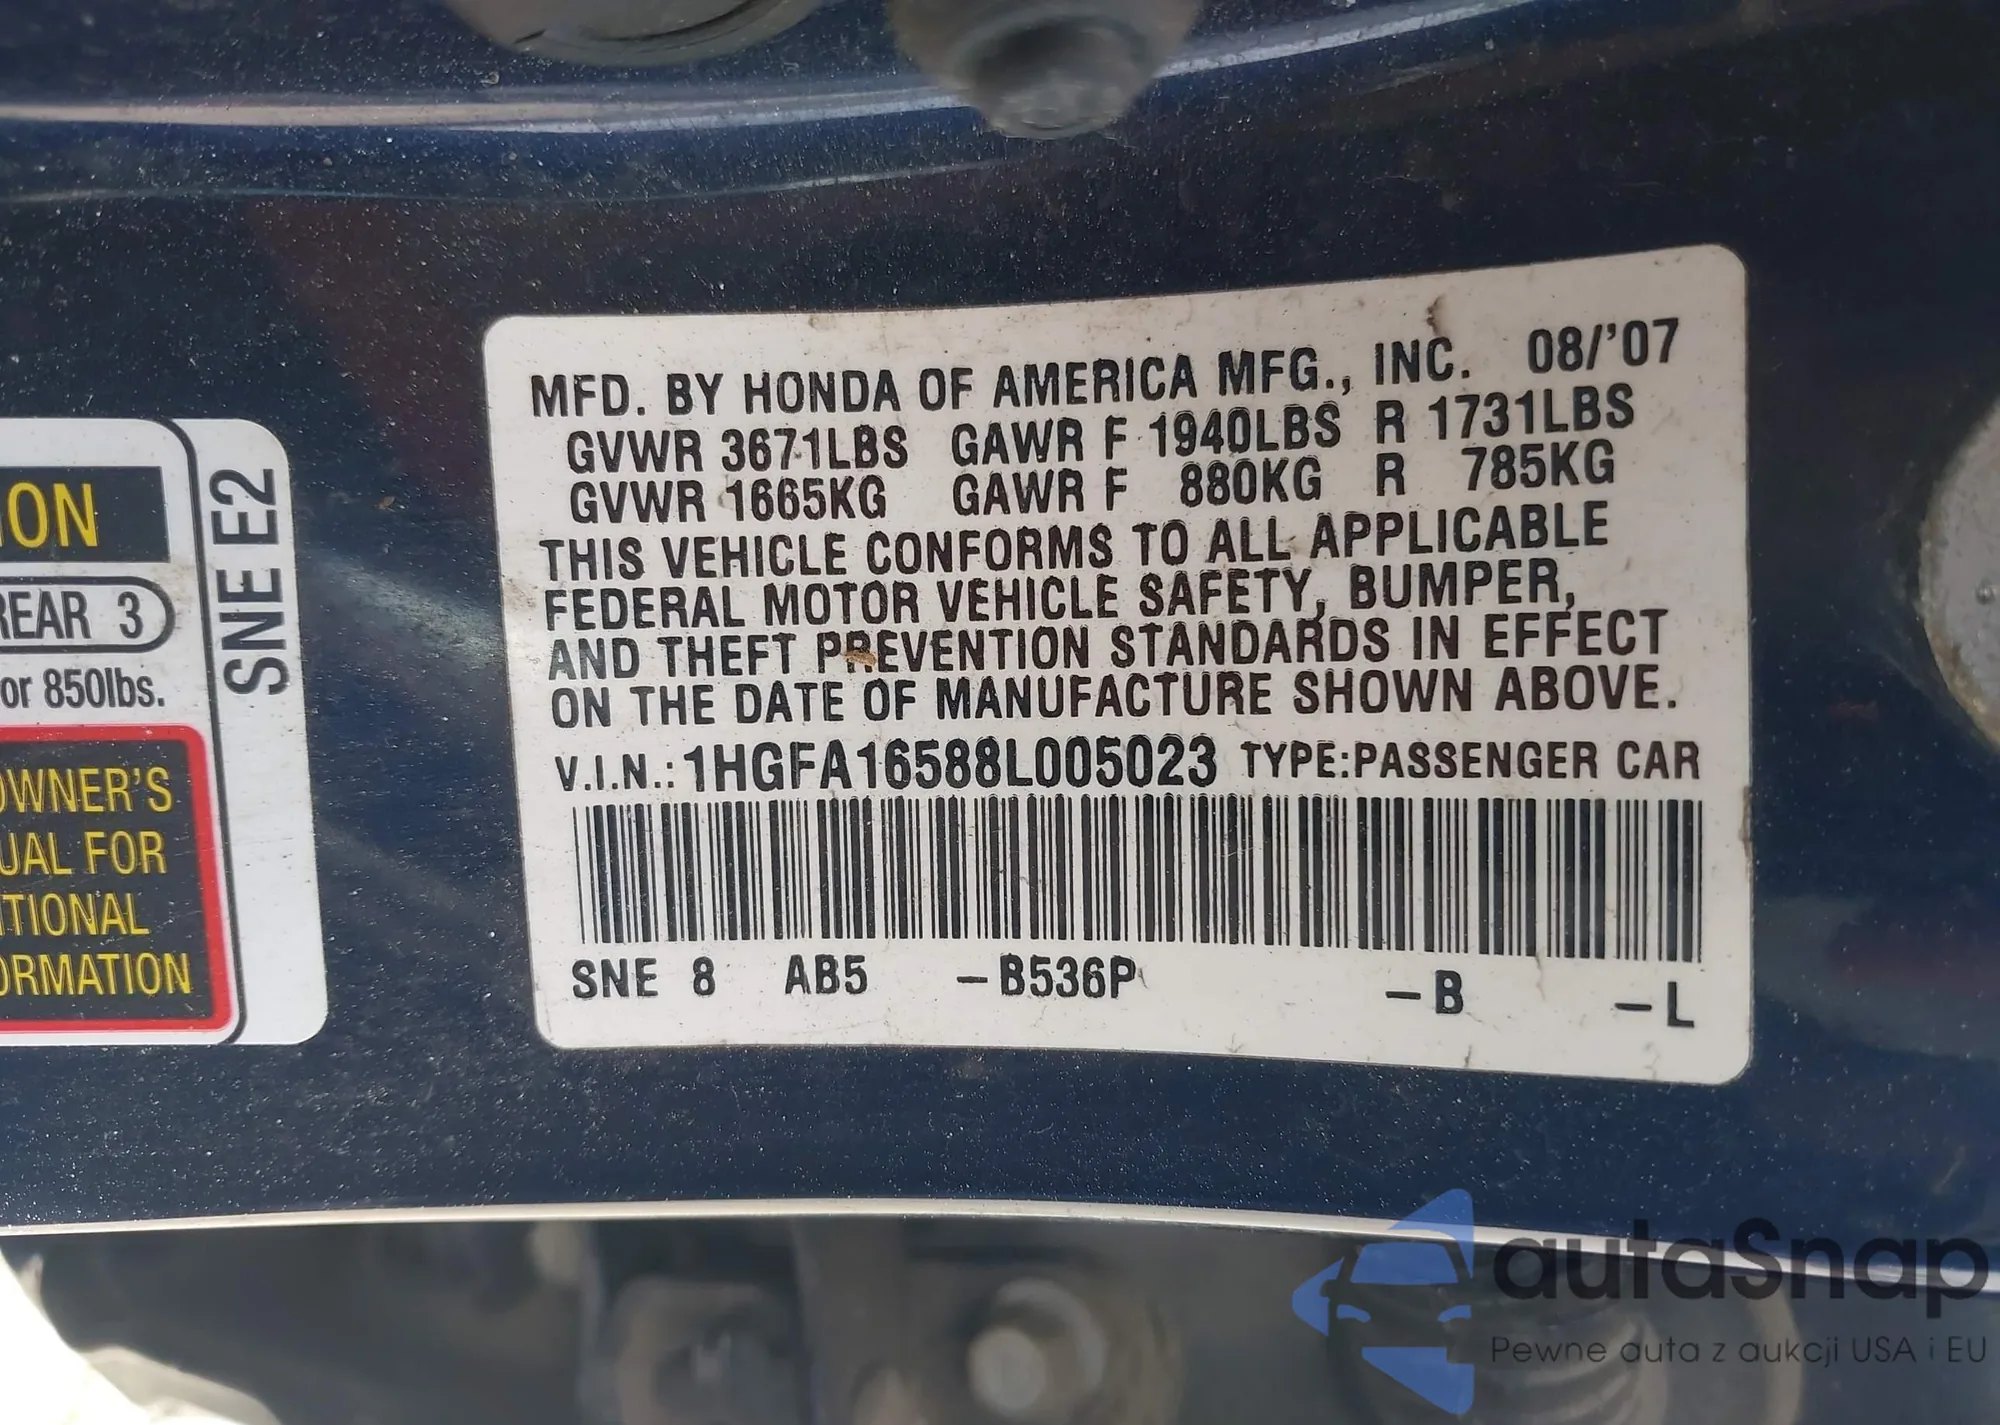 MFD. BY HONDA OF AMERICA MFG., INC. 08/'07
GVWR 3671LBS GAWR F 1940LBS R 1731LBS
GVWR 1665KG GAWR F 880KG R 785KG
THIS VEHICLE CONFORMS TO ALL APPLICABLE
FEDERAL MOTOR VEHICLE SAFETY, BUMPER,
AND THEFT PREVENTION STANDARDS IN EFFECT
ON THE DATE OF MANUFACTURE SHOWN ABOVE.
V.I.N.: 1HGFA16588L005023 TYPE:PASSENGER CAR
SNE 8 AB5 -B536P -B -L
ION
REAR 3
or 850lbs.
OWNER'S
UAL FOR
TIONAL
ORMATION
SNE E2
autaSnap
Pewne auta z aukcji USA i EU